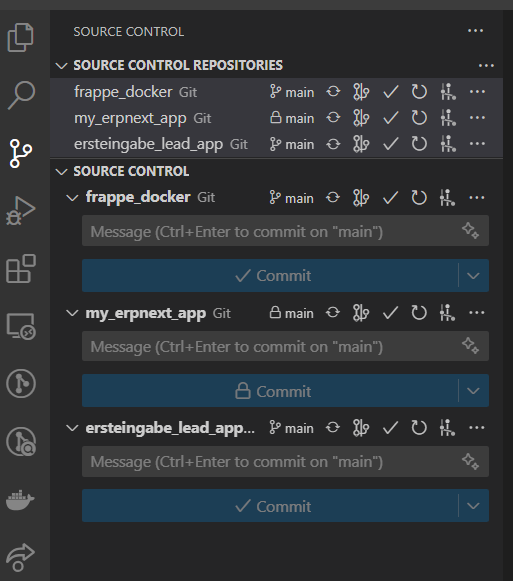 SOURCE CONTROL
SOURCE CONTROL REPOSITORIES
frappe_docker Git main
my_erpnext_app Git main
ersteingabe_lead_app Git main
SOURCE CONTROL
frappe_docker Git main
Message (Ctrl+Enter to commit on "main")
Commit
my_erpnext_app Git main
Message (Ctrl+Enter to commit on "main")
Commit
ersteingabe_lead_app... main
Message (Ctrl+Enter to commit on "main")
Commit